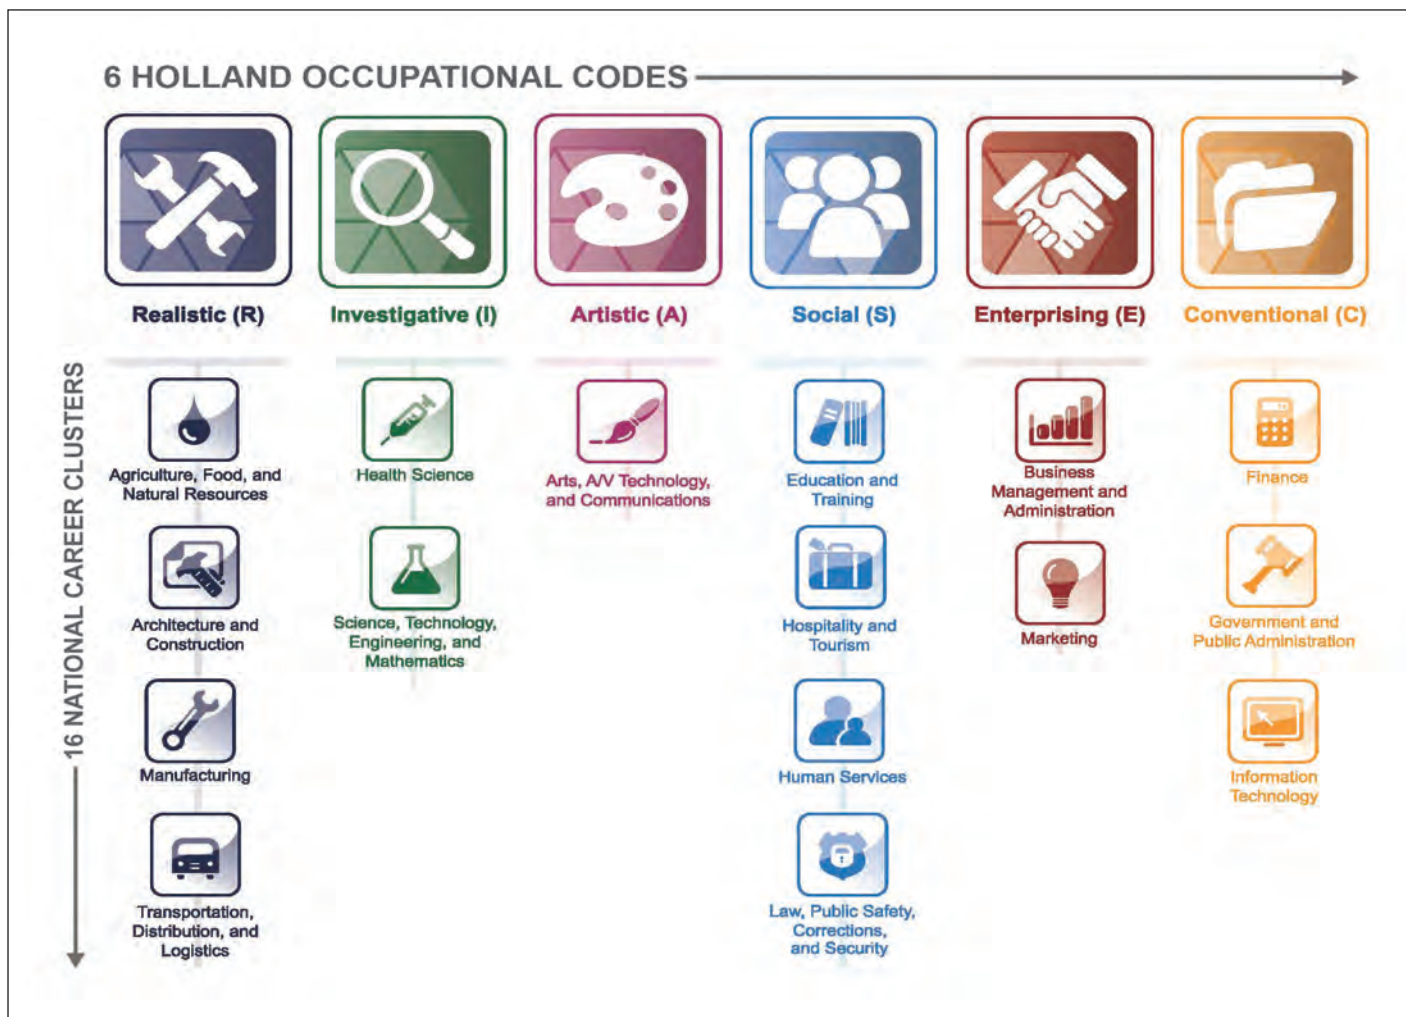 6 HOLLAND OCCUPATIONAL CODES
Realistic (R)
Investigative (I)
Artistic (A)
Social (S)
Enterprising (E)
Conventional (C)
16 NATIONAL CAREER CLUSTERS
Agriculture, Food, and
Natural Resources
Architecture and
Construction
Manufacturing
Transportation,
Distribution, and
Logistics
Health Science
Science, Technology,
Engineering, and
Mathematics
Arts, A/V Technology,
and Communications
Education and
Training
Hospitality and
Tourism
Human Services
Law, Public Safety,
Corrections,
and Security
Business
Management and
Administration
Marketing
Finance
Government and
Public Administration
Information
Technology